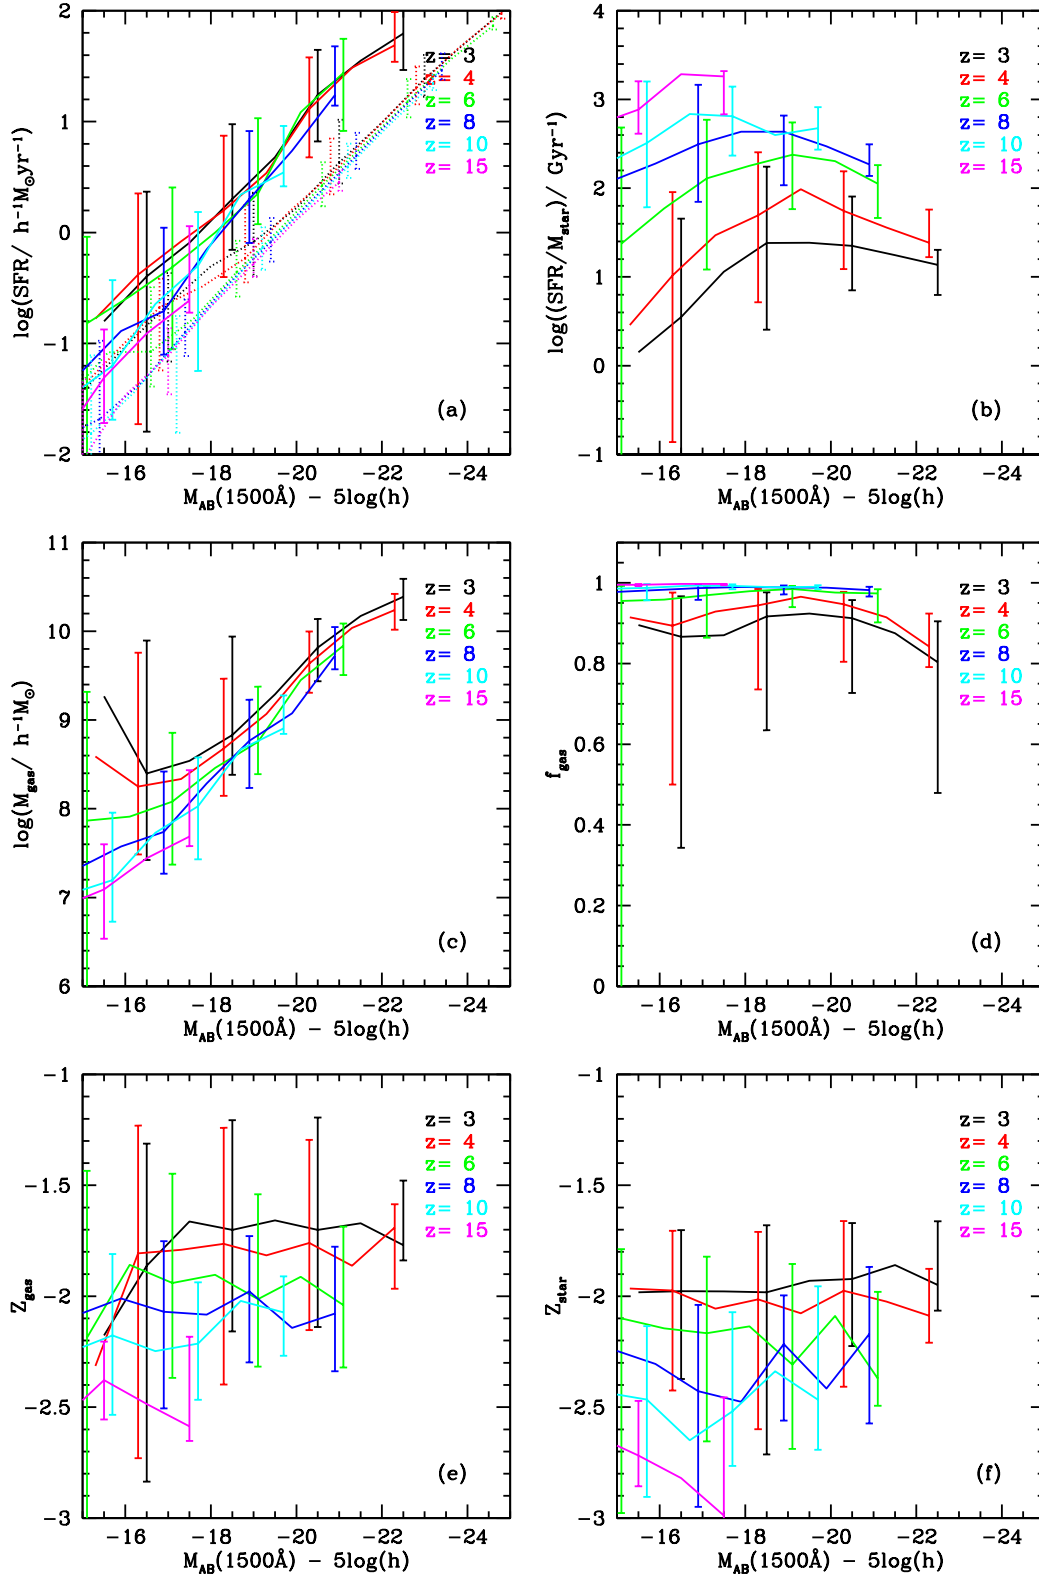 log(SFR/ h⁻¹M⊙yr⁻¹)
2
1
0
−1
−2
−16 −18 −20 −22 −24
M_AB(1500Å) − 5log(h)
z= 3
z= 4
z= 6
z= 8
z= 10
z= 15
(a)
log((SFR/M_star)/ Gyr⁻¹)
4
3
2
1
0
−1
−16 −18 −20 −22 −24
M_AB(1500Å) − 5log(h)
z= 3
z= 4
z= 6
z= 8
z= 10
z= 15
(b)
log(M_gas/ h⁻¹M⊙)
11
10
9
8
7
6
−16 −18 −20 −22 −24
M_AB(1500Å) − 5log(h)
z= 3
z= 4
z= 6
z= 8
z= 10
z= 15
(c)
f_gas
1
0.8
0.6
0.4
0.2
0
−16 −18 −20 −22 −24
M_AB(1500Å) − 5log(h)
z= 3
z= 4
z= 6
z= 8
z= 10
z= 15
(d)
Z_gas
−1
−1.5
−2
−2.5
−3
−16 −18 −20 −22 −24
M_AB(1500Å) − 5log(h)
z= 3
z= 4
z= 6
z= 8
z= 10
z= 15
(e)
Z_star
−1
−1.5
−2
−2.5
−3
−16 −18 −20 −22 −24
M_AB(1500Å) − 5log(h)
z= 3
z= 4
z= 6
z= 8
z= 10
z= 15
(f)